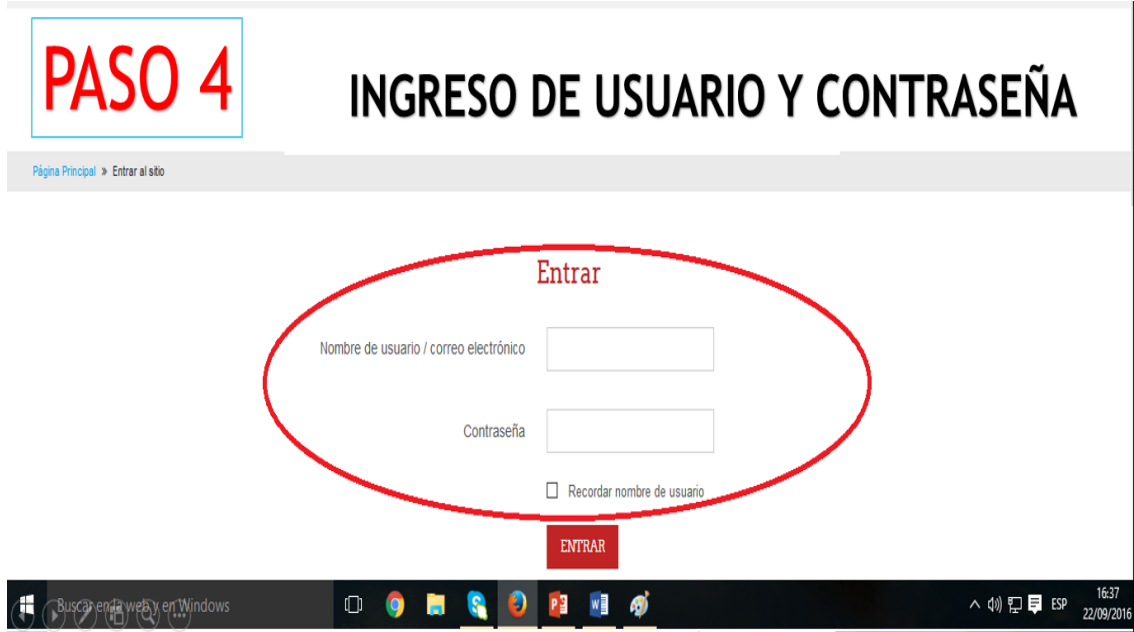 PASO 4
INGRESO DE USUARIO Y CONTRASEÑA
Página Principal » Entrar al sitio
Entrar
Nombre de usuario / correo electrónico
Contraseña
Recordar nombre de usuario
ENTRAR
Buscar en la web y en Windows
ESP
16:37
22/09/2016